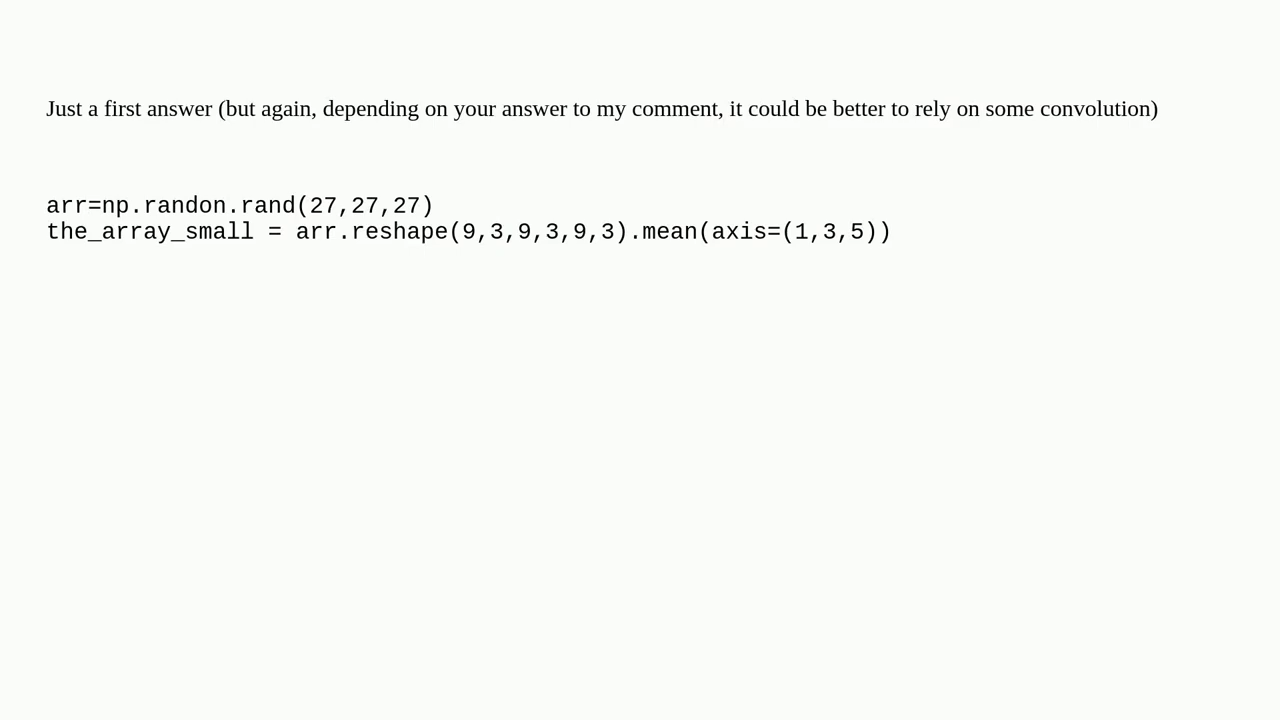 Just a first answer (but again, depending on your answer to my comment, it could be better to rely on some convolution)
arr=np.randon.rand(27,27,27)
the_array_small = arr.reshape(9,3,9,3,9,3).mean(axis=(1,3,5))